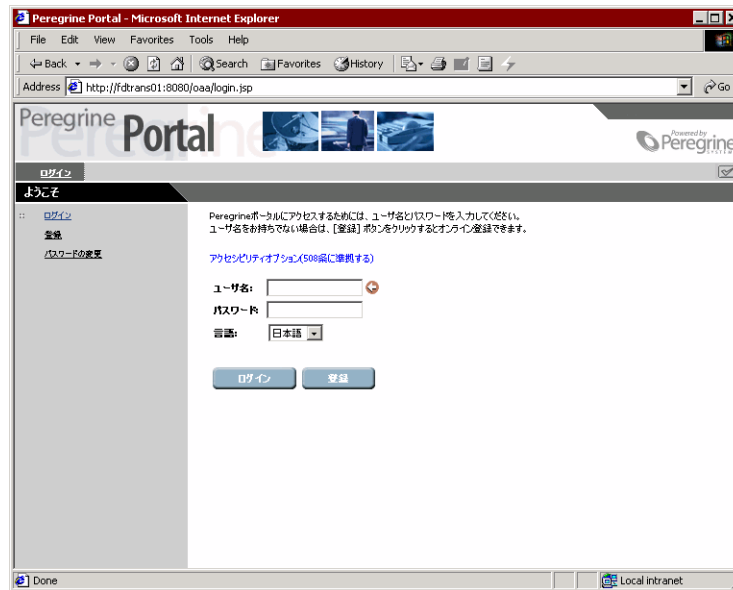 Peregrine Portal - Microsoft Internet Explorer
File Edit View Favorites Tools Help
Back Search Favorites History
Address http://fdtrans01:8080/oaa/login.jsp Go
Peregrine Portal
Powered by
Peregrine
SYSTEMS
ログイン
ようこそ
ログイン
登録
パスワードの変更
Peregrineポータルにアクセスするためには、ユーザ名とパスワードを入力してください。
ユーザ名をお持ちでない場合は、[登録] ボタンをクリックするとオンライン登録できます。
アクセシビリティオプション(508条に準拠する)
ユーザ名:
パスワード:
言語: 日本語
ログイン 登録
Done Local intranet